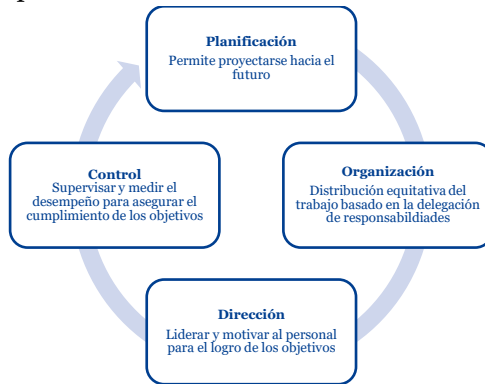 Planificación
Permite proyectarse hacia el
futuro
Organización
Distribución equitativa del
trabajo basado en la delegación
de responsabildiades
Dirección
Liderar y motivar al personal
para el logro de los objetivos
Control
Supervisar y medir el
desempeño para asegurar el
cumplimiento de los objetivos